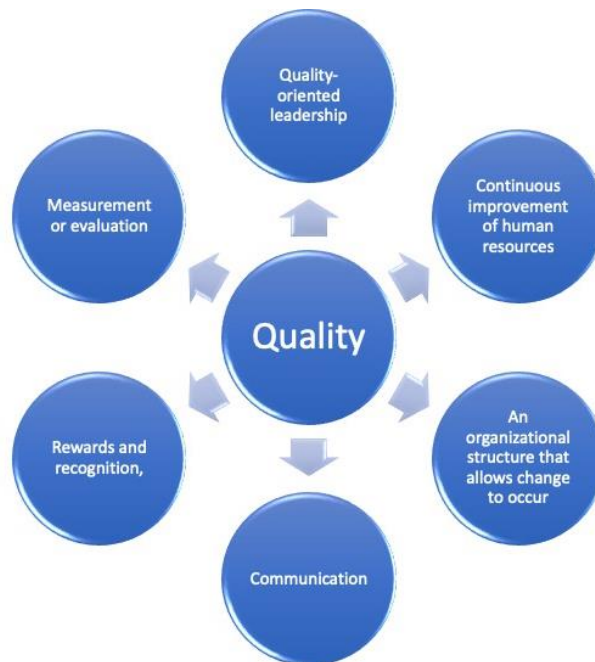 Quality-
oriented
leadership
Measurement
or evaluation
Continuous
improvement
of human
resources
Quality
Rewards and
recognition,
An
organizational
structure that
allows change
to occur
Communication